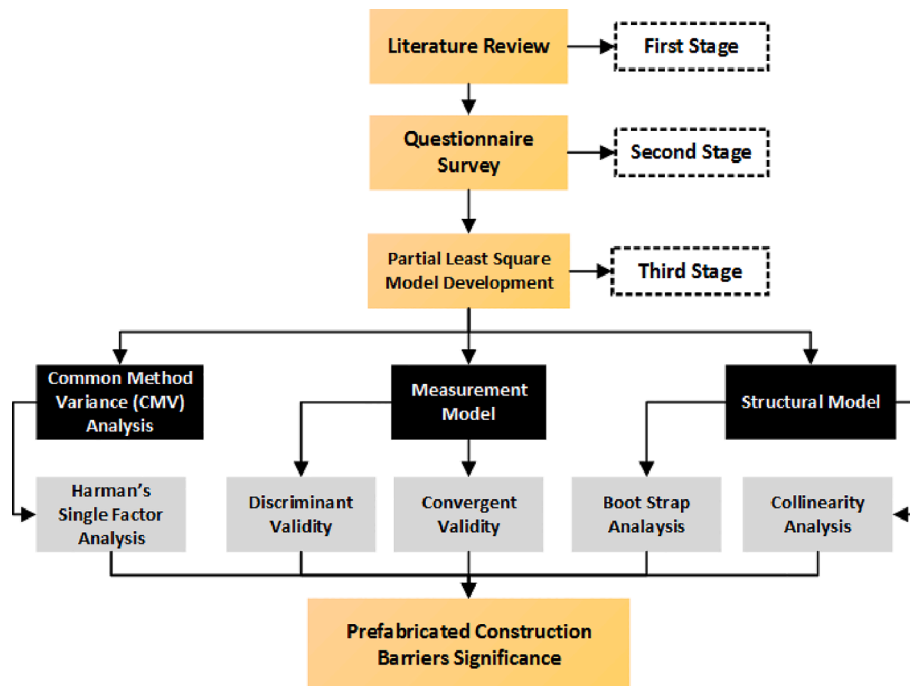 Literature Review
First Stage
Questionnaire
Survey
Second Stage
Partial Least Square
Model Development
Third Stage
Common Method
Variance (CMV)
Analysis
Measurement
Model
Structural Model
Harman's
Single Factor
Analysis
Discriminant
Validity
Convergent
Validity
Boot Strap
Analaysis
Collinearity
Analysis
Prefabricated Construction
Barriers Significance